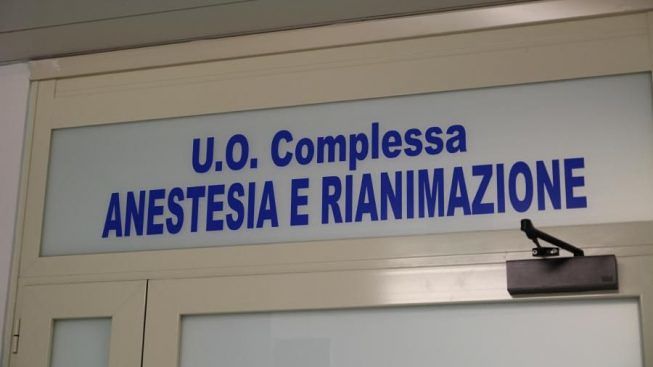 U.O. Complessa
ANESTESIA E RIANIMAZIONE